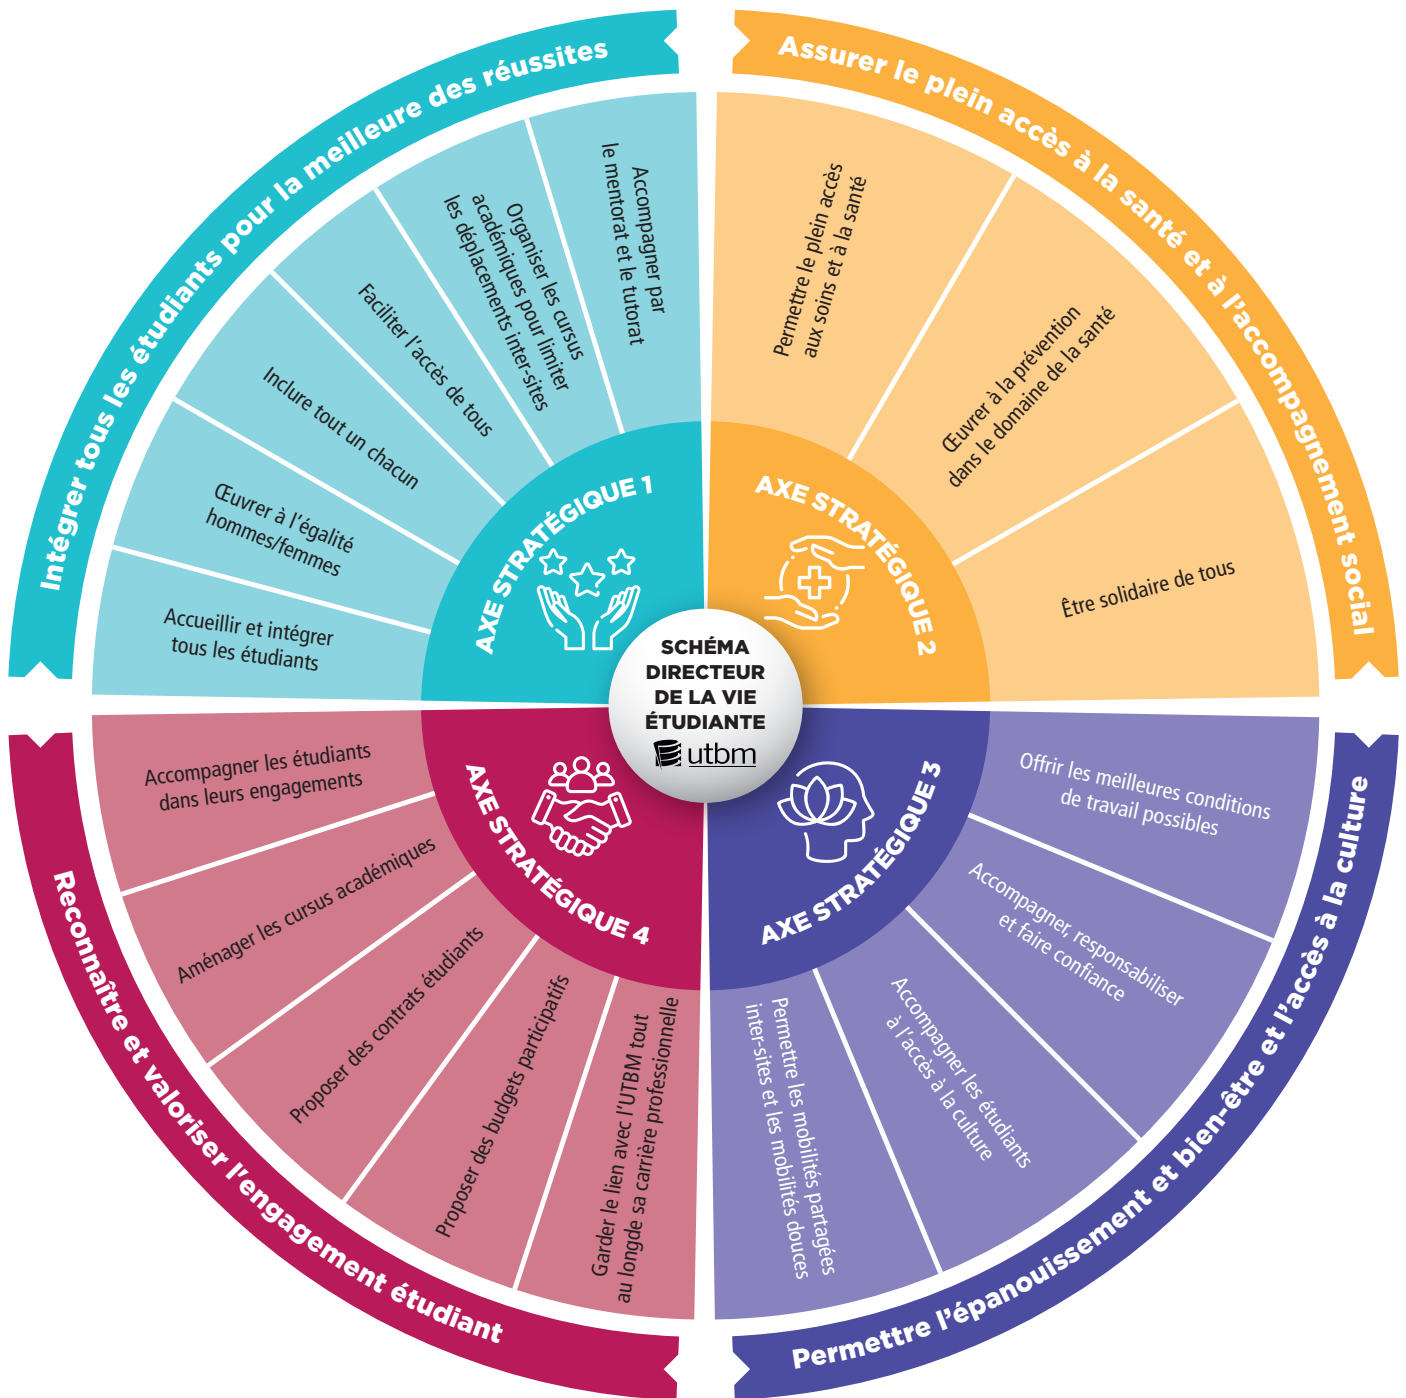 SCHÉMA
DIRECTEUR
DE LA VIE
ÉTUDIANTE
utbm
AXE STRATÉGIQUE 1
Intégrer tous les étudiants pour la meilleure des réussites
Accueillir et intégrer
tous les étudiants
Œuvrer à l'égalité
hommes/femmes
Inclure tout un chacun
Faciliter l'accès de tous
Organiser les cursus
académiques pour limiter
les déplacements inter-sites
Accompagner par
le mentorat et le tutorat
AXE STRATÉGIQUE 2
Assurer le plein accès à la santé et à l'accompagnement social
Permettre le plein accès
aux soins et à la santé
Œuvrer à la prévention
dans le domaine de la santé
Être solidaire de tous
AXE STRATÉGIQUE 3
Permettre l'épanouissement et bien-être et l'accès à la culture
Offrir les meilleures conditions
de travail possibles
Accompagner, responsabiliser
et faire confiance
Accompagner les étudiants
à l'accès à la culture
Permettre les mobilités partagées
inter-sites et les mobilités douces
AXE STRATÉGIQUE 4
Reconnaître et valoriser l'engagement étudiant
Accompagner les étudiants
dans leurs engagements
Aménager les cursus académiques
Proposer des contrats étudiants
Proposer des budgets participatifs
Garder le lien avec l'UTBM tout
au longde sa carrière professionnelle